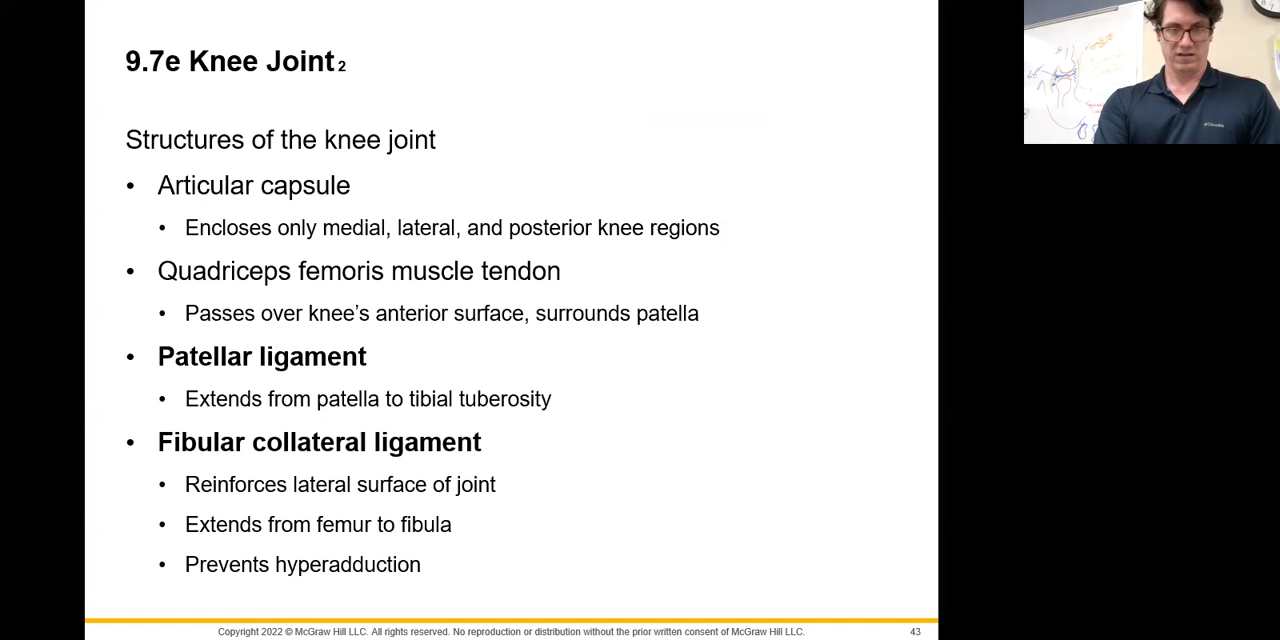 9.7e Knee Joint 2
Structures of the knee joint
• Articular capsule
• Encloses only medial, lateral, and posterior knee regions
• Quadriceps femoris muscle tendon
• Passes over knee’s anterior surface, surrounds patella
• Patellar ligament
• Extends from patella to tibial tuberosity
• Fibular collateral ligament
• Reinforces lateral surface of joint
• Extends from femur to fibula
• Prevents hyperadduction
Copyright 2022 © McGraw Hill LLC. All rights reserved. No reproduction or distribution without the prior written consent of McGraw Hill LLC.
43
Columbia